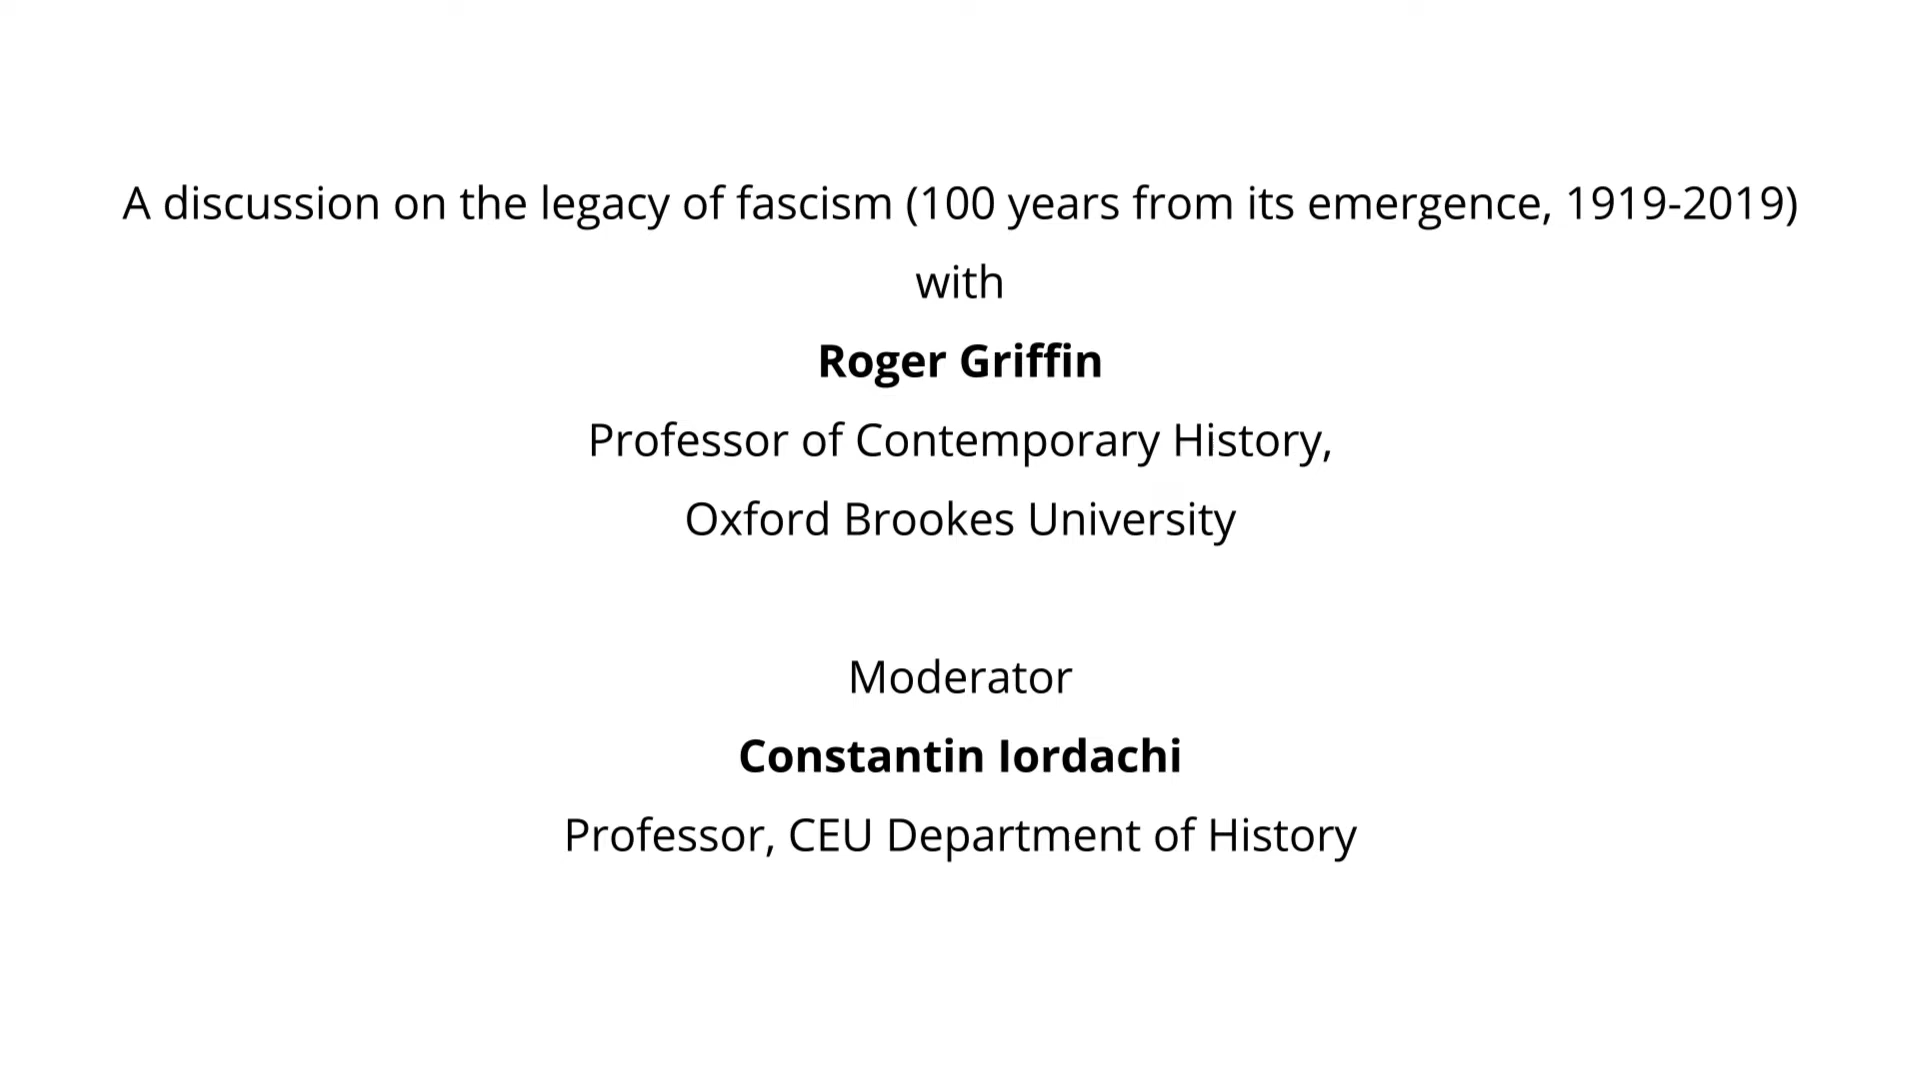 A discussion on the legacy of fascism (100 years from its emergence, 1919-2019)
with
Roger Griffin
Professor of Contemporary History,
Oxford Brookes University
Moderator
Constantin Iordachi
Professor, CEU Department of History